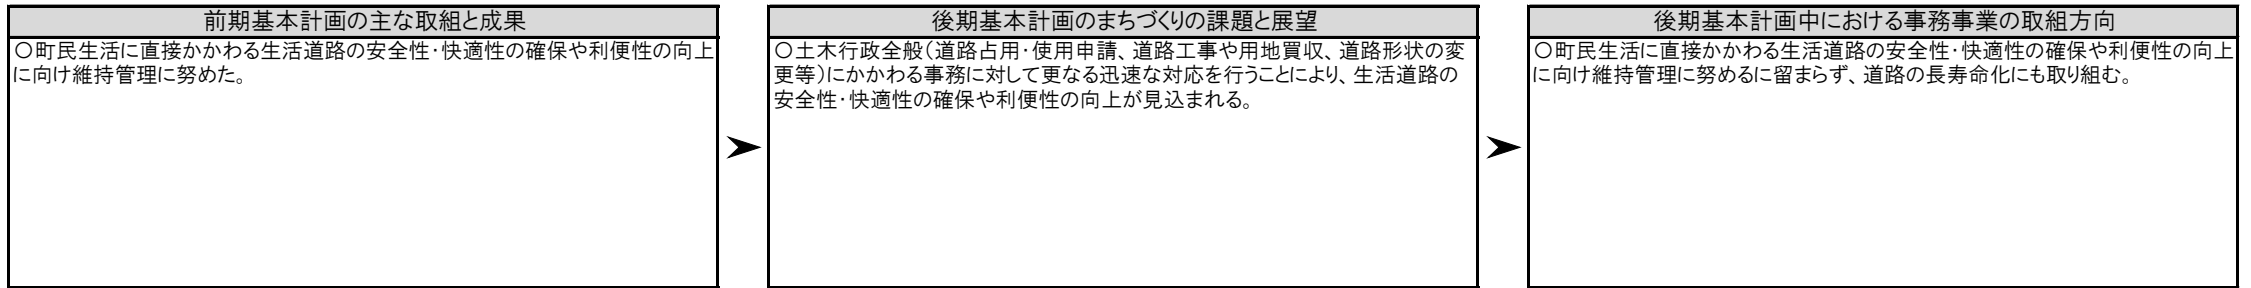 前期基本計画の主な取組と成果
〇町民生活に直接かかわる生活道路の安全性・快適性の確保や利便性の向上
に向け維持管理に努めた。
後期基本計画のまちづくりの課題と展望
〇土木行政全般（道路占用・使用申請、道路工事や用地買収、道路形状の変
更等）にかかわる事務に対して更なる迅速な対応を行うことにより、生活道路の
安全性・快適性の確保や利便性の向上が見込まれる。
後期基本計画中における事務事業の取組方向
〇町民生活に直接かかわる生活道路の安全性・快適性の確保や利便性の向上
に向け維持管理に努めるに留まらず、道路の長寿命化にも取り組む。